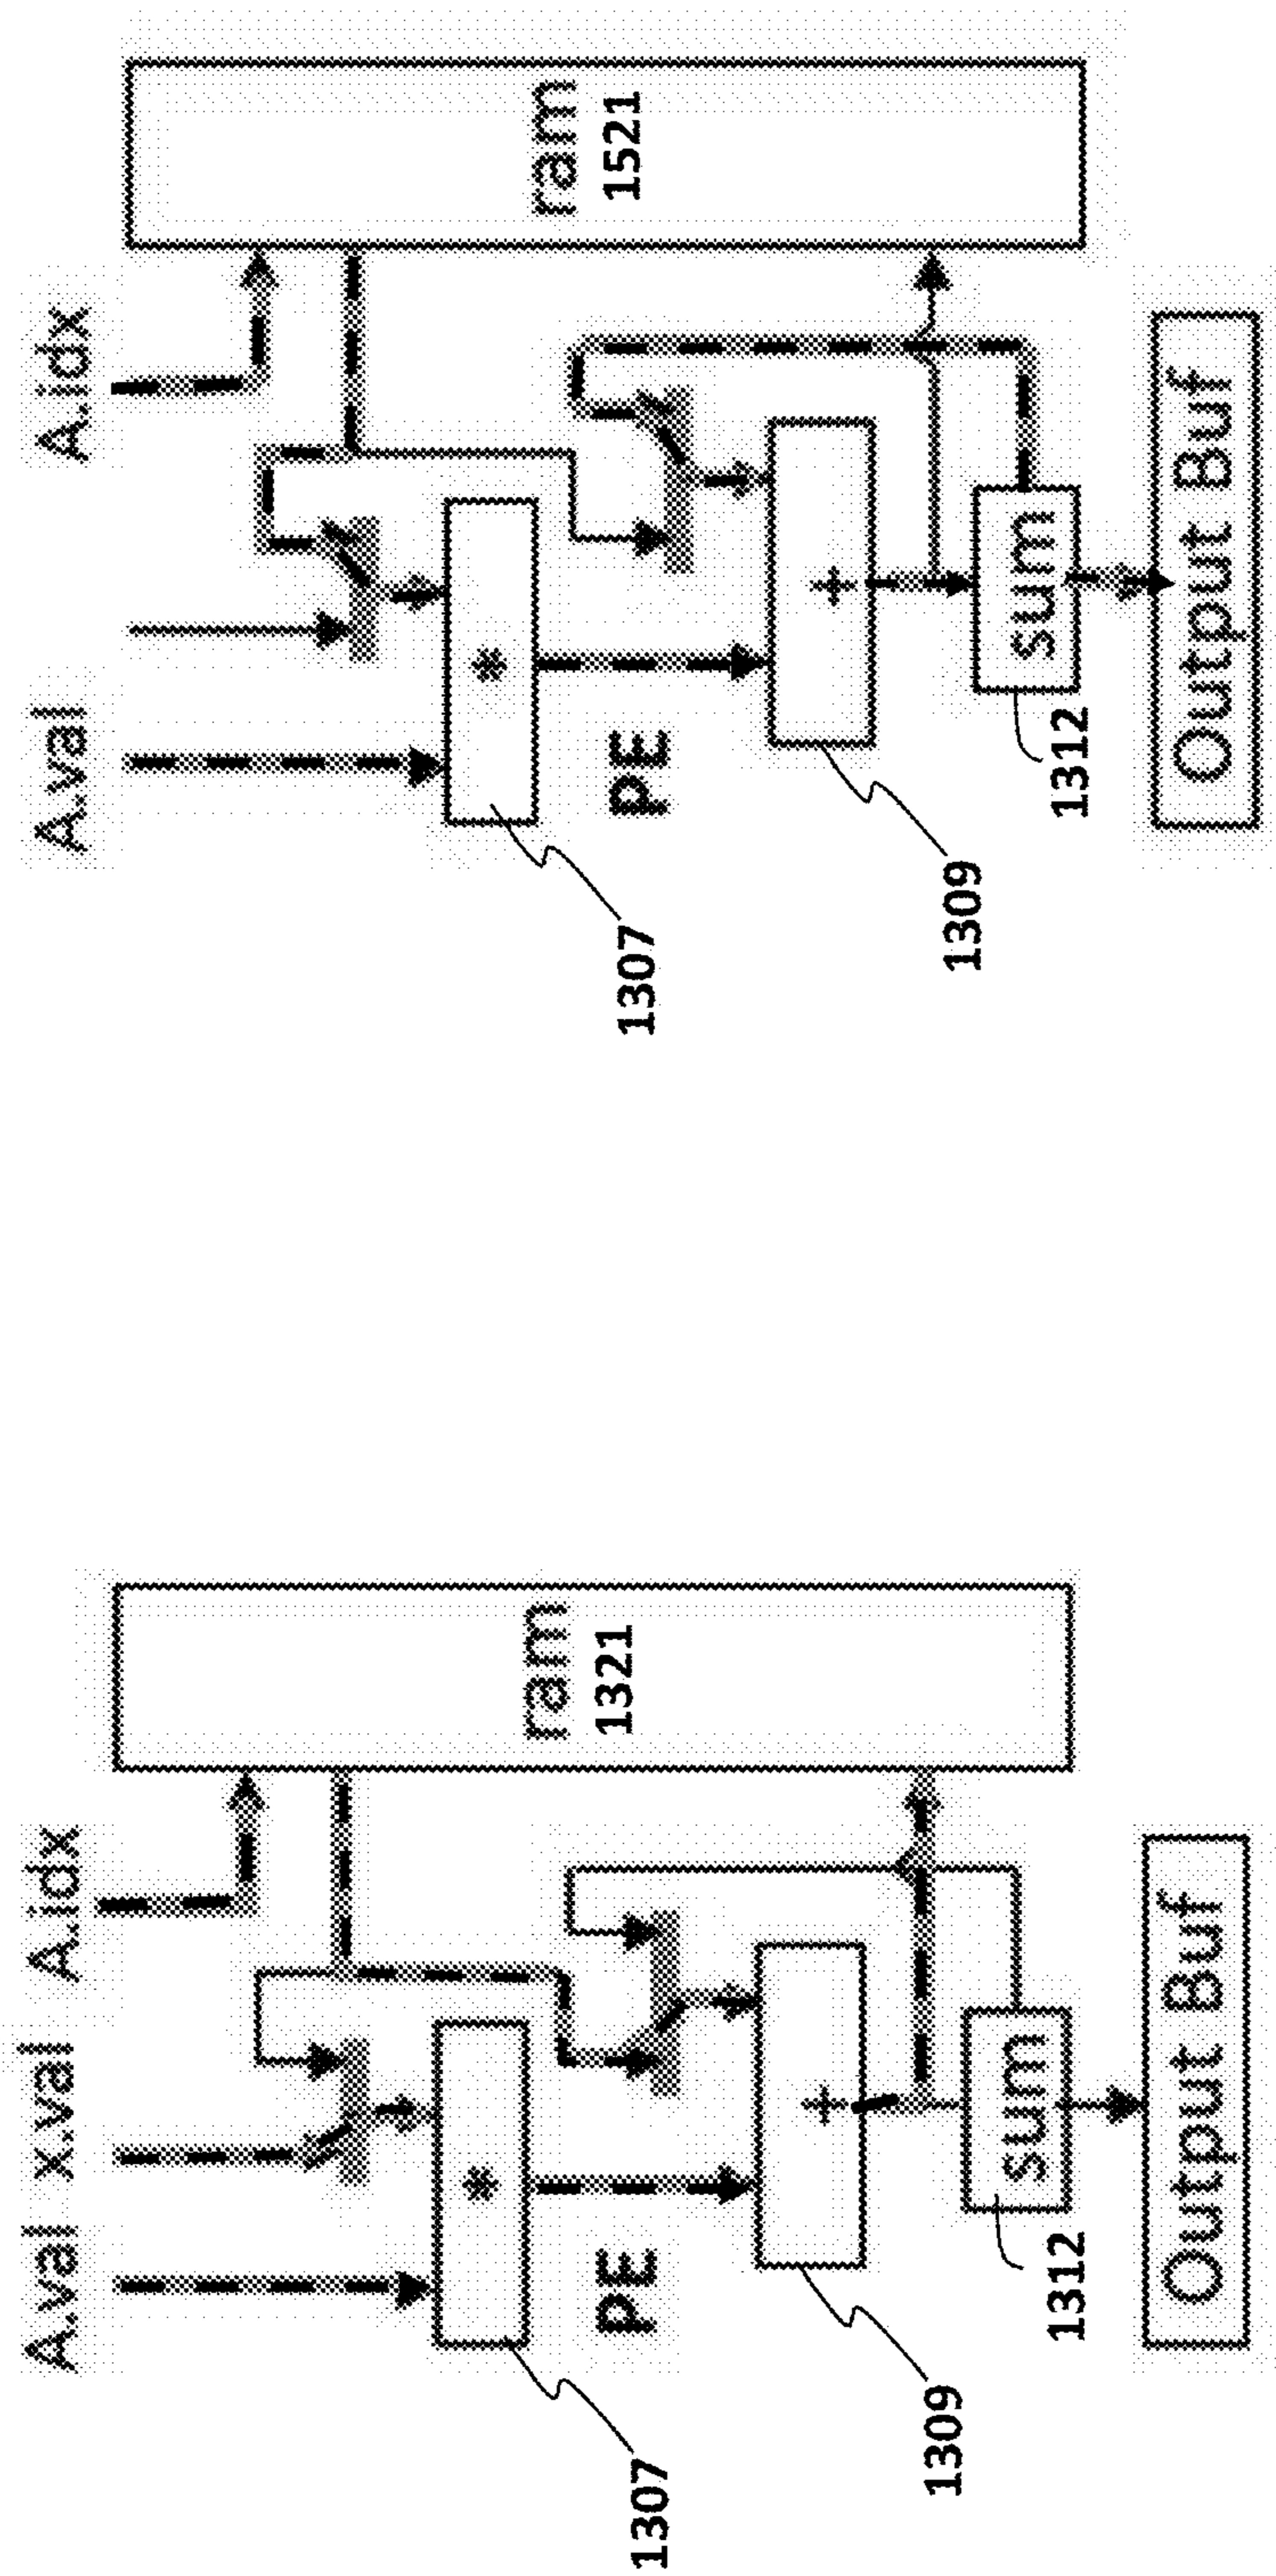 A.val x.val A.idx
ram
1321
*
PE
+
sum
Output Buf
1307
1309
1312
A.val A.idx
ram
1521
*
PE
+
sum
Output Buf
1307
1309
1312